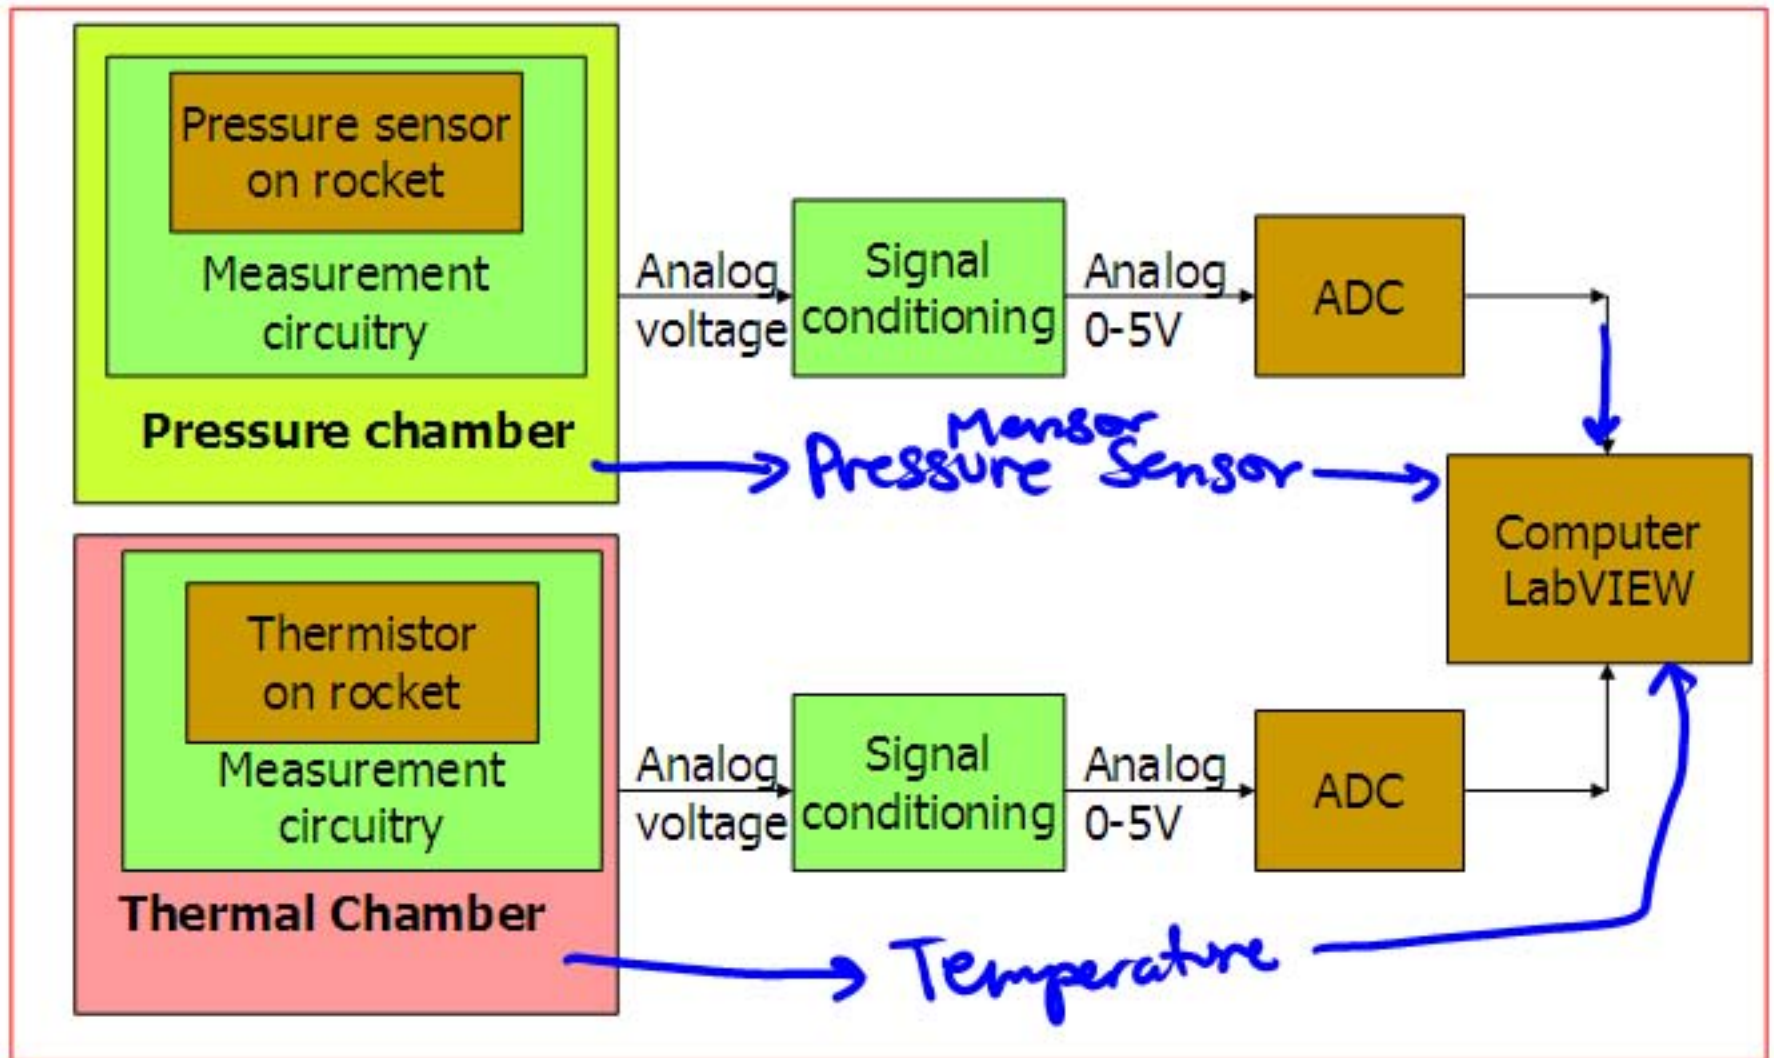 Pressure sensor
on rocket
Measurement
circuitry
Pressure chamber
Analog
voltage
Signal
conditioning
Analog
0-5V
ADC
Mensor
Pressure Sensor
Computer
LabVIEW
Thermistor
on rocket
Measurement
circuitry
Thermal Chamber
Analog
voltage
Signal
conditioning
Analog
0-5V
ADC
Temperature